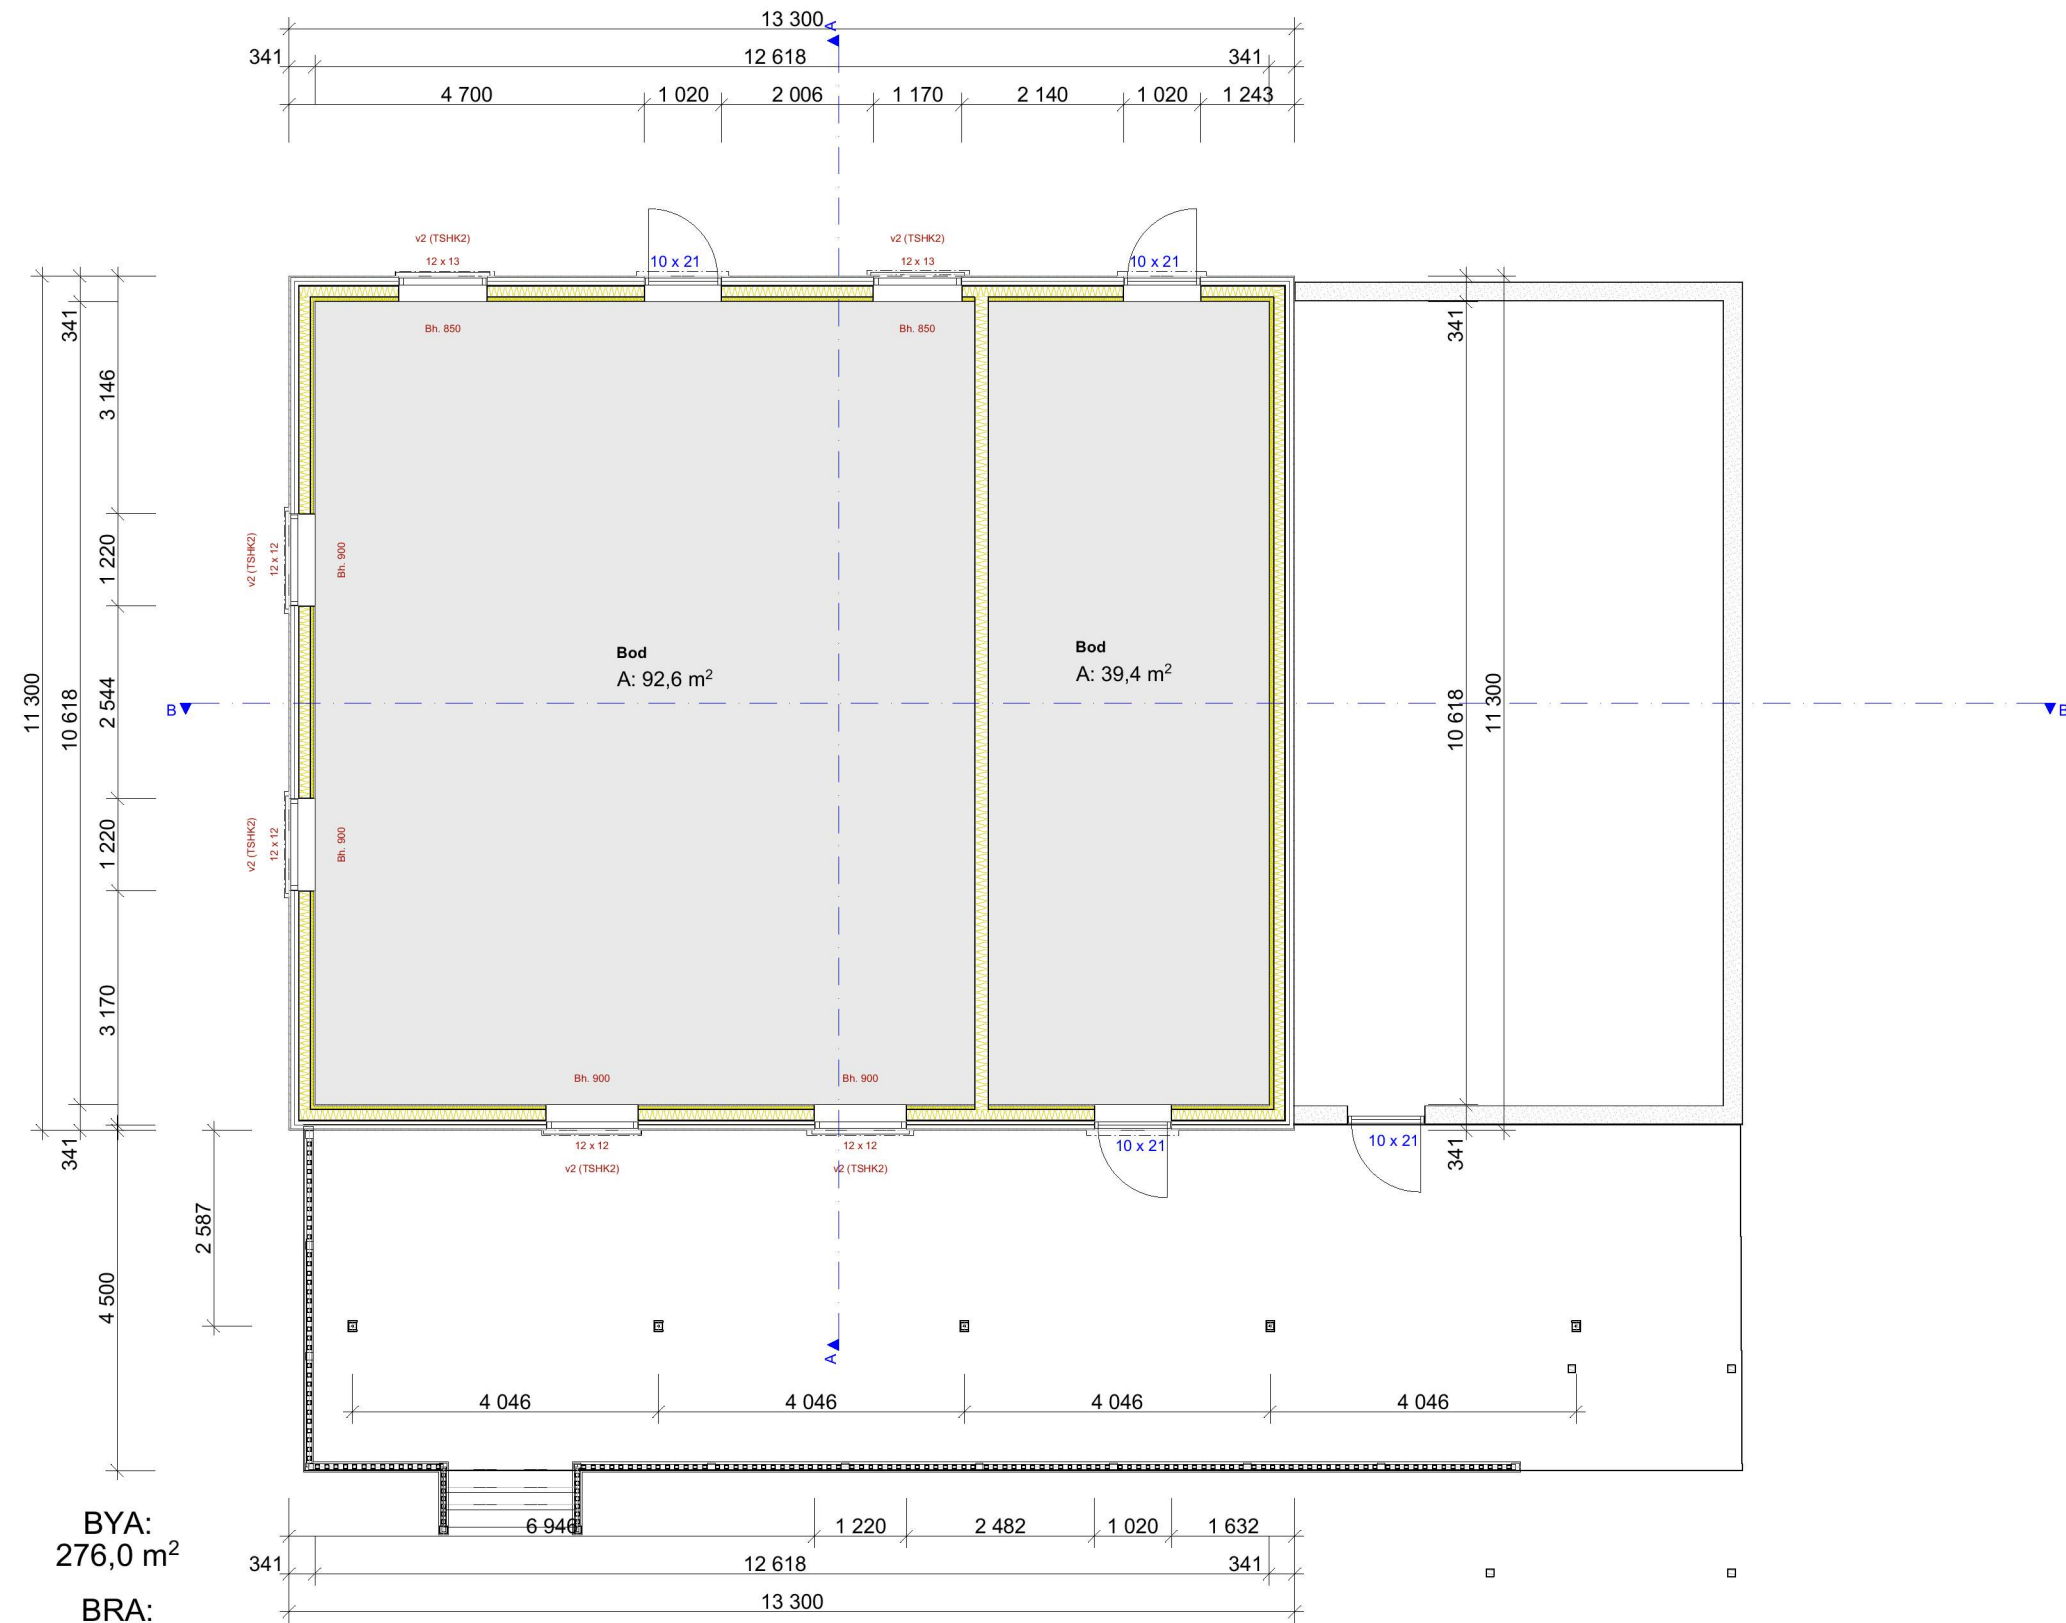 13 300
A
341 12 618 341
4 700 1 020 2 006 1 170 2 140 1 020 1 243
v2 (TSHK2) v2 (TSHK2)
12 x 13 10 x 21 12 x 13 10 x 21
Bh. 850 Bh. 850
341 341
3 146
v2 (TSHK2) 12 x 12 Bh. 900
1 220
Bod Bod
A: 92,6 m² A: 39,4 m²
11 300 10 618 2 544 10 618 11 300
B B
v2 (TSHK2) 12 x 12 Bh. 900
1 220
3 170
Bh. 900 Bh. 900
341 12 x 12 12 x 12 10 x 21 10 x 21 341
v2 (TSHK2) v2 (TSHK2)
2 587
4 500
A
4 046 4 046 4 046 4 046
BYA:
276,0 m²
6 946 1 220 2 482 1 020 1 632
341 12 618 341
13 300
BRA: